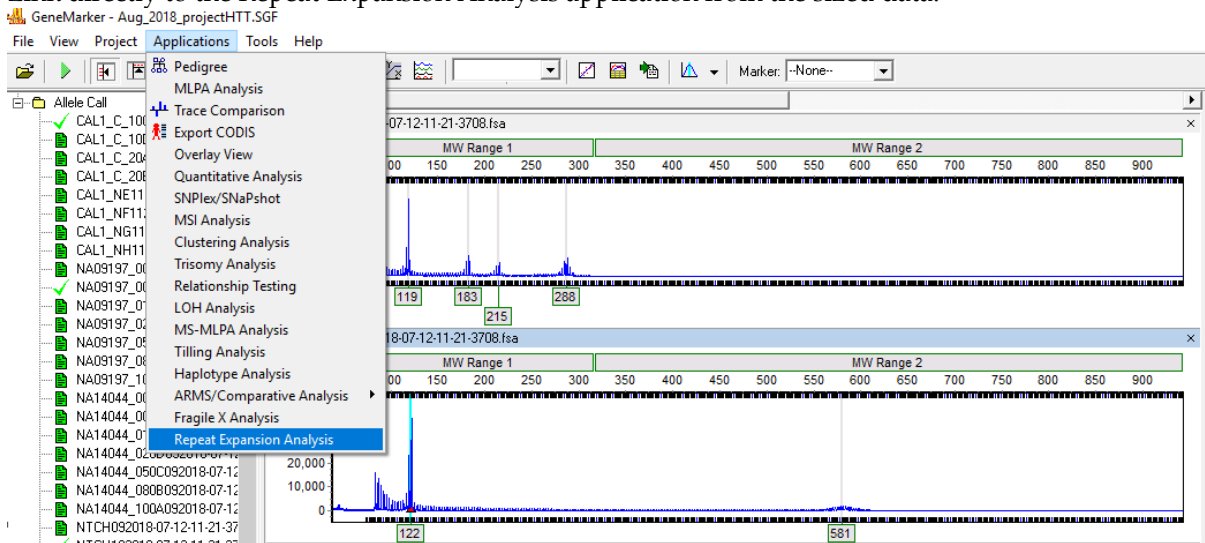 GeneMarker - Aug_2018_projectHTT.SGF
File View Project Applications Tools Help
Marker: --None--
Pedigree
MLPA Analysis
Trace Comparison
Export CODIS
Overlay View
Quantitative Analysis
SNPlex/SNaPshot
MSI Analysis
Clustering Analysis
Trisomy Analysis
Relationship Testing
LOH Analysis
MS-MLPA Analysis
Tilling Analysis
Haplotype Analysis
ARMS/Comparative Analysis
Fragile X Analysis
Repeat Expansion Analysis
Allele Call
CAL1_C_10
CAL1_C_10
CAL1_C_20
CAL1_C_20
CAL1_NE11
CAL1_NF11
CAL1_NG11
CAL1_NH11
NA09197_0
NA09197_0
NA09197_0
NA09197_0
NA09197_0
NA09197_0
NA09197_1
NA14044_0
NA14044_0
NA14044_0
NA14044_050C092018-07-12
NA14044_080B092018-07-12
NA14044_100A092018-07-12
NTCH092018-07-12-11-21-37
-07-12-11-21-3708.fsa
MW Range 1 MW Range 2
00 150 200 250 300 350 400 450 500 550 600 650 700 750 800 850 900
119 183 288
215
18-07-12-11-21-3708.fsa
MW Range 1 MW Range 2
00 150 200 250 300 350 400 450 500 550 600 650 700 750 800 850 900
20,000
10,000
0
122 581